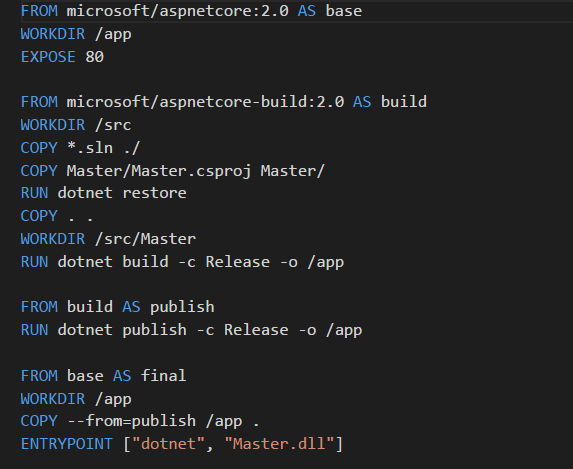 FROM microsoft/aspnetcore:2.0 AS base
WORKDIR /app
EXPOSE 80
FROM microsoft/aspnetcore-build:2.0 AS build
WORKDIR /src
COPY *.sln ./
COPY Master/Master.csproj Master/
RUN dotnet restore
COPY . .
WORKDIR /src/Master
RUN dotnet build -c Release -o /app
FROM build AS publish
RUN dotnet publish -c Release -o /app
FROM base AS final
WORKDIR /app
COPY --from=publish /app .
ENTRYPOINT ["dotnet", "Master.dll"]